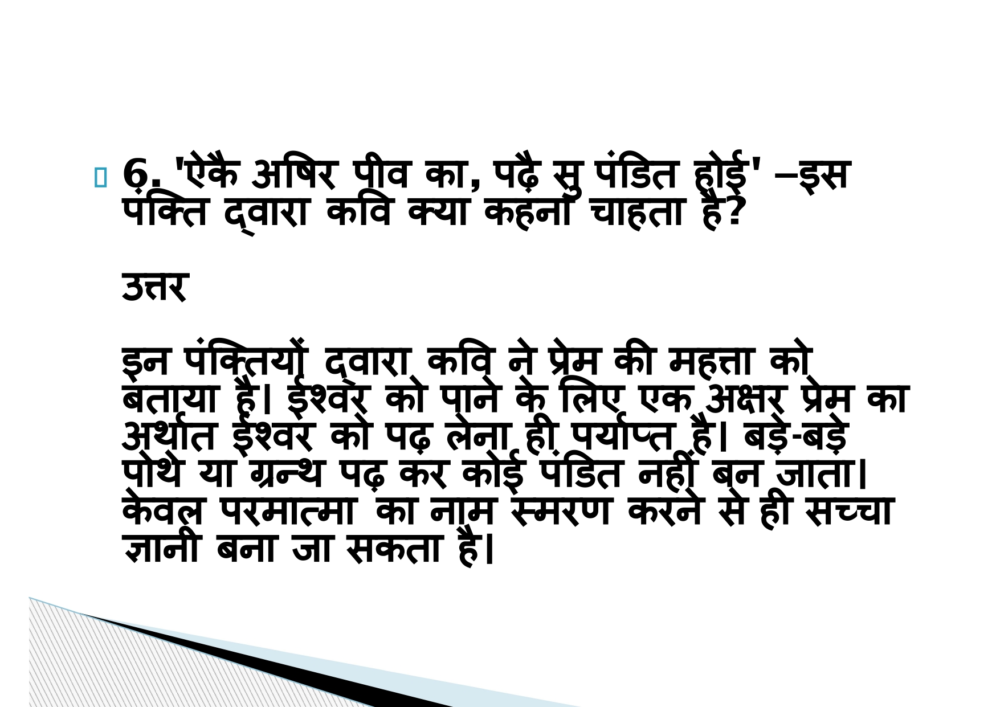 6. 'ऐकै अषिर पीव का, पढ़ै सु पंडित होई' –इस
पंक्ति द्वारा कवि क्या कहना चाहता है?
उत्तर
इन पंक्तियों द्वारा कवि ने प्रेम की महत्ता को
बताया है। ईश्वर को पाने के लिए एक अक्षर प्रेम का
अर्थात ईश्वर को पढ़ लेना ही पर्याप्त है। बड़े-बड़े
पोथे या ग्रन्थ पढ़ कर कोई पंडित नहीं बन जाता।
केवल परमात्मा का नाम स्मरण करने से ही सच्चा
ज्ञानी बना जा सकता है।